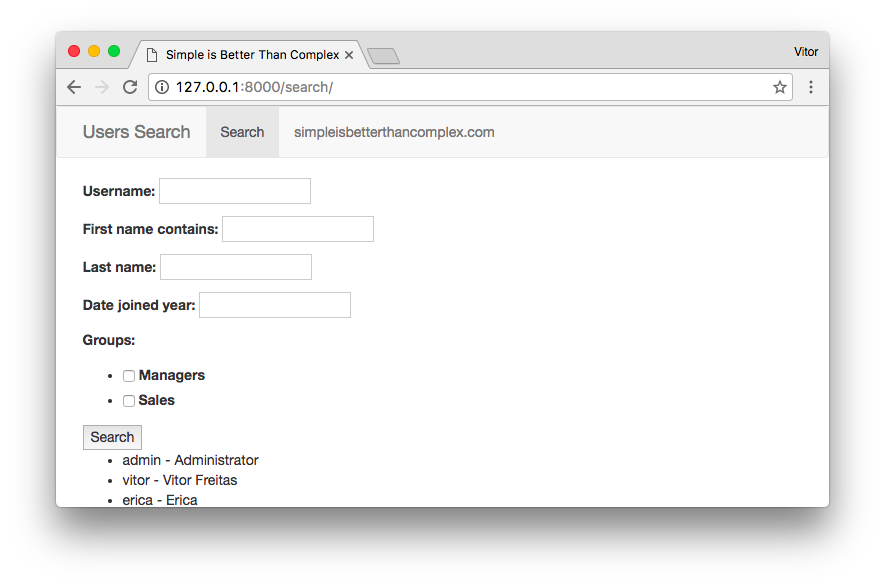 Simple is Better Than Complex
Vitor
127.0.0.1:8000/search/
Users Search Search simpleisbetterthancomplex.com
Username:
First name contains:
Last name:
Date joined year:
Groups:
Managers
Sales
Search
admin - Administrator
vitor - Vitor Freitas
erica - Erica